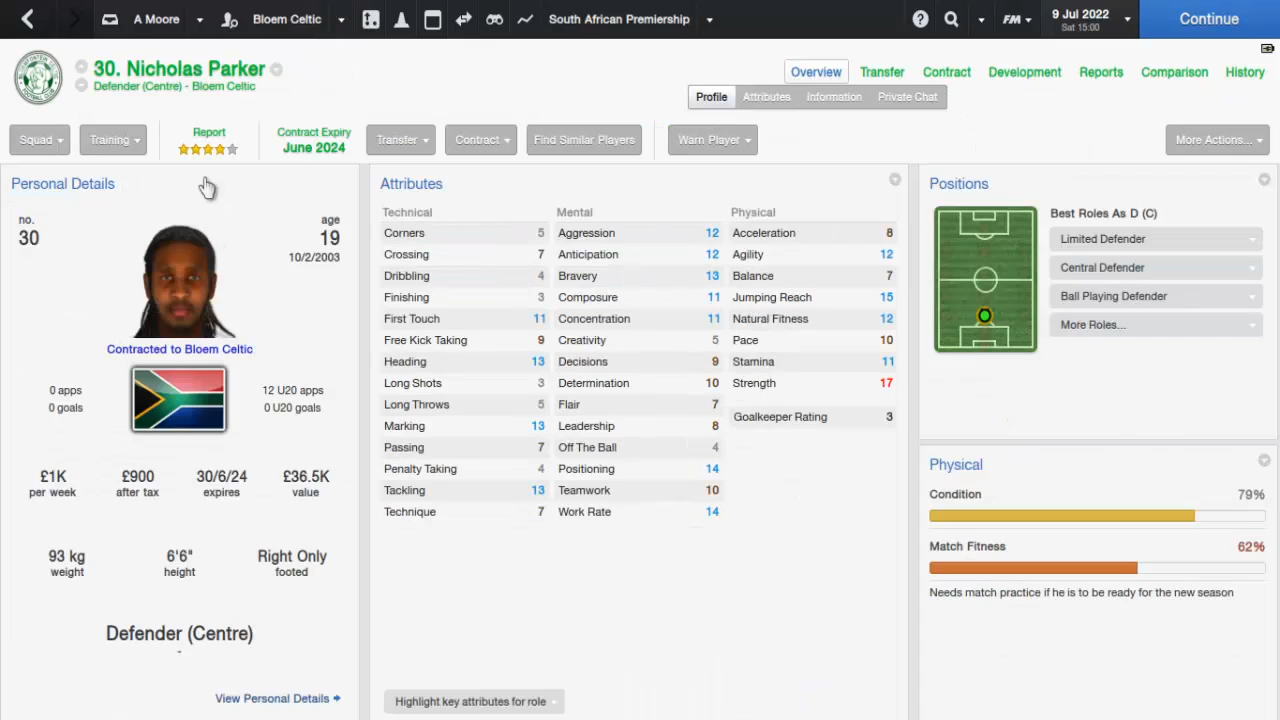 A Moore
Bloem Celtic
South African Premiership
FM
9 Jul 2022
Sat 15:00
Continue
30. Nicholas Parker
Defender (Centre) - Bloem Celtic
Overview Transfer Contract Development Reports Comparison History
Profile Attributes Information Private Chat
Squad
Training
Report
Contract Expiry
June 2024
Transfer
Contract
Find Similar Players
Warn Player
More Actions...
Personal Details
no.
30
age
19
10/2/2003
Contracted to Bloem Celtic
0 apps
0 goals
12 U20 apps
0 U20 goals
£1K
per week
£900
after tax
30/6/24
expires
£36.5K
value
93 kg
weight
6'6"
height
Right Only
footed
Defender (Centre)
-
View Personal Details
Attributes
Technical
Corners 5
Crossing 7
Dribbling 4
Finishing 3
First Touch 11
Free Kick Taking 9
Heading 13
Long Shots 3
Long Throws 5
Marking 13
Passing 7
Penalty Taking 4
Tackling 13
Technique 7
Mental
Aggression 12
Anticipation 12
Bravery 13
Composure 11
Concentration 11
Creativity 5
Decisions 9
Determination 10
Flair 7
Leadership 8
Off The Ball 4
Positioning 14
Teamwork 10
Work Rate 14
Physical
Acceleration 8
Agility 12
Balance 7
Jumping Reach 15
Natural Fitness 12
Pace 10
Stamina 11
Strength 17
Goalkeeper Rating 3
Highlight key attributes for role
Positions
Best Roles As D (C)
Limited Defender
Central Defender
Ball Playing Defender
More Roles...
Physical
Condition 79%
Match Fitness 62%
Needs match practice if he is to be ready for the new season